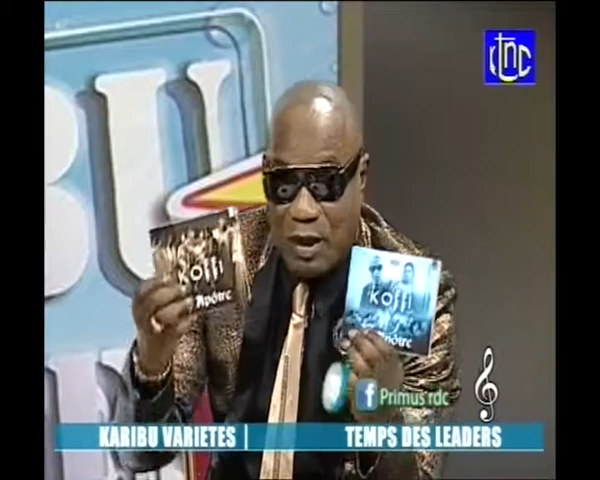 rtnc
BU
koffi
Apôtre
koffi
Apôtre
f Primus rdc
KARIBU VARIETES | TEMPS DES LEADERS